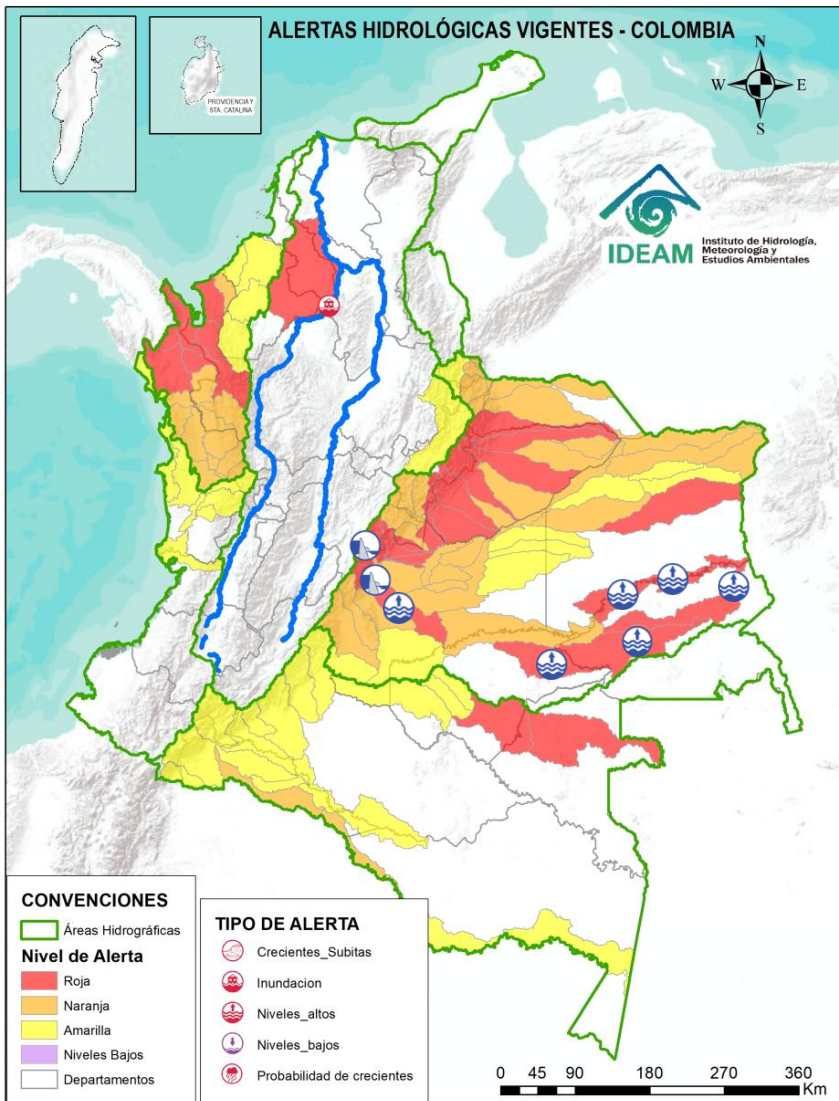 ALERTAS HIDROLÓGICAS VIGENTES - COLOMBIA
PROVIDENCIA Y
STA. CATALINA
N
W
E
S
IDEAM
Instituto de Hidrología,
Meteorología y
Estudios Ambientales
CONVENCIONES
Áreas Hidrográficas
Nivel de Alerta
Roja
Naranja
Amarilla
Niveles Bajos
Departamentos
TIPO DE ALERTA
Crecientes_Subitas
Inundacion
Niveles_altos
Niveles_bajos
Probabilidad de crecientes
0 45 90 180 270 360
Km